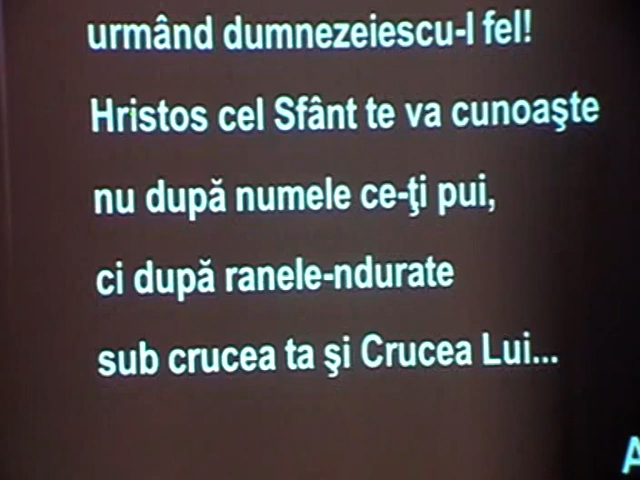 urmând dumnezeiescu-l fel!
Hristos cel Sfânt te va cunoaşte
nu după numele ce-ţi pui,
ci după ranele-ndurate
sub crucea ta şi Crucea Lui...
A